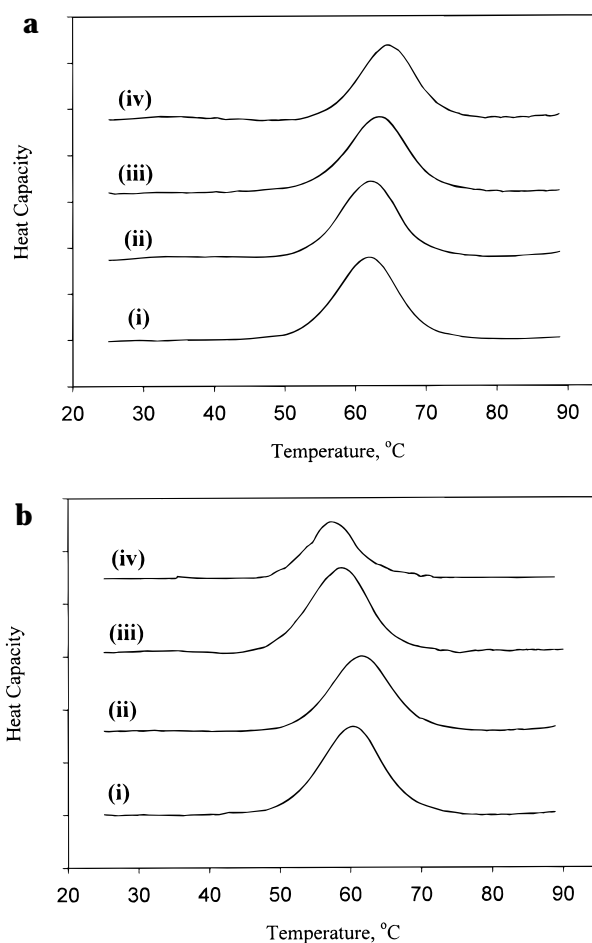 a
(iv)
(iii)
(ii)
(i)
Heat Capacity
20 30 40 50 60 70 80 90
Temperature, °C
b
(iv)
(iii)
(ii)
(i)
Heat Capacity
20 30 40 50 60 70 80 90
Temperature, °C